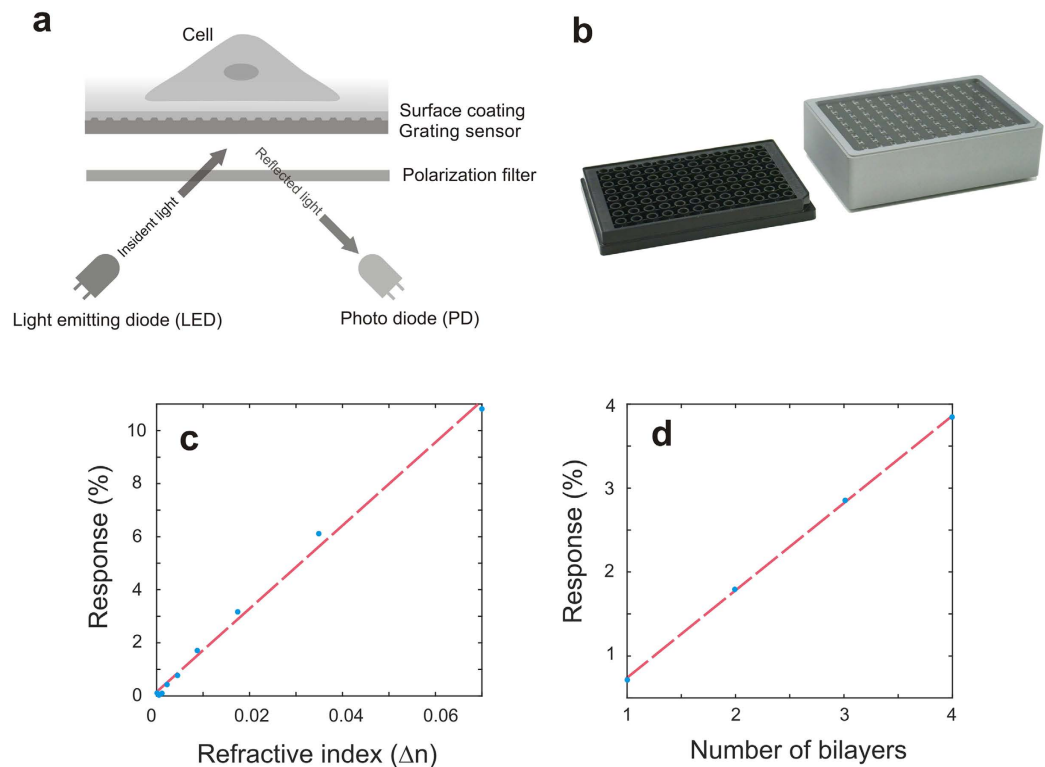 a
Cell
Surface coating
Grating sensor
Polarization filter
Insident light
Reflected light
Light emitting diode (LED)
Photo diode (PD)
b
c
Response (%)
10
8
6
4
2
0
0
0.02
0.04
0.06
Refractive index (Δn)
d
Response (%)
4
3
2
1
1
2
3
4
Number of bilayers